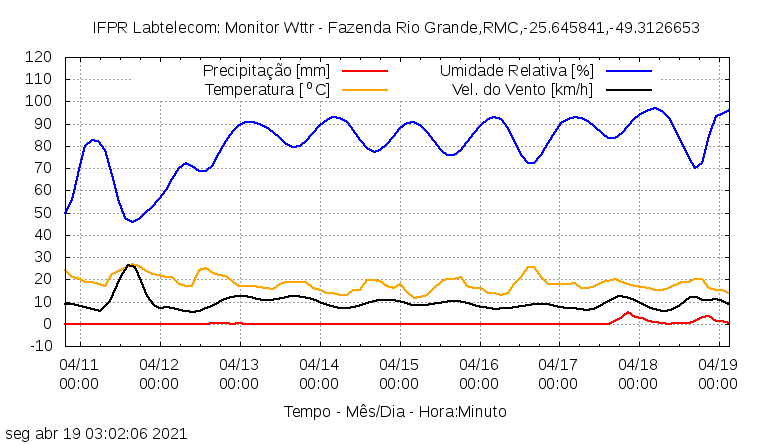 IFPR Labtelecom: Monitor Wttr - Fazenda Rio Grande,RMC,-25.645841,-49.3126653
120
110
100
90
80
70
60
50
40
30
20
10
0
-10
Precipitação [mm]
Temperatura [ ⁰C]
Umidade Relativa [%]
Vel. do Vento [km/h]
04/11 04/12 04/13 04/14 04/15 04/16 04/17 04/18 04/19
00:00 00:00 00:00 00:00 00:00 00:00 00:00 00:00 00:00
Tempo - Mês/Dia - Hora:Minuto
seg abr 19 03:02:06 2021